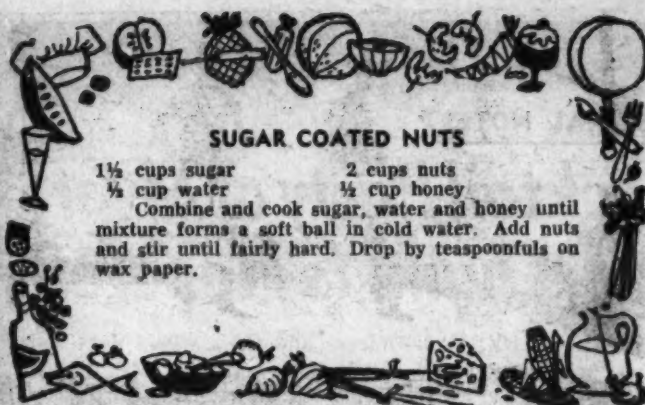 SUGAR COATED NUTS
1½ cups sugar 2 cups nuts
½ cup water ½ cup honey
Combine and cook sugar, water and honey until
mixture forms a soft ball in cold water. Add nuts
and stir until fairly hard. Drop by teaspoonfuls on
wax paper.